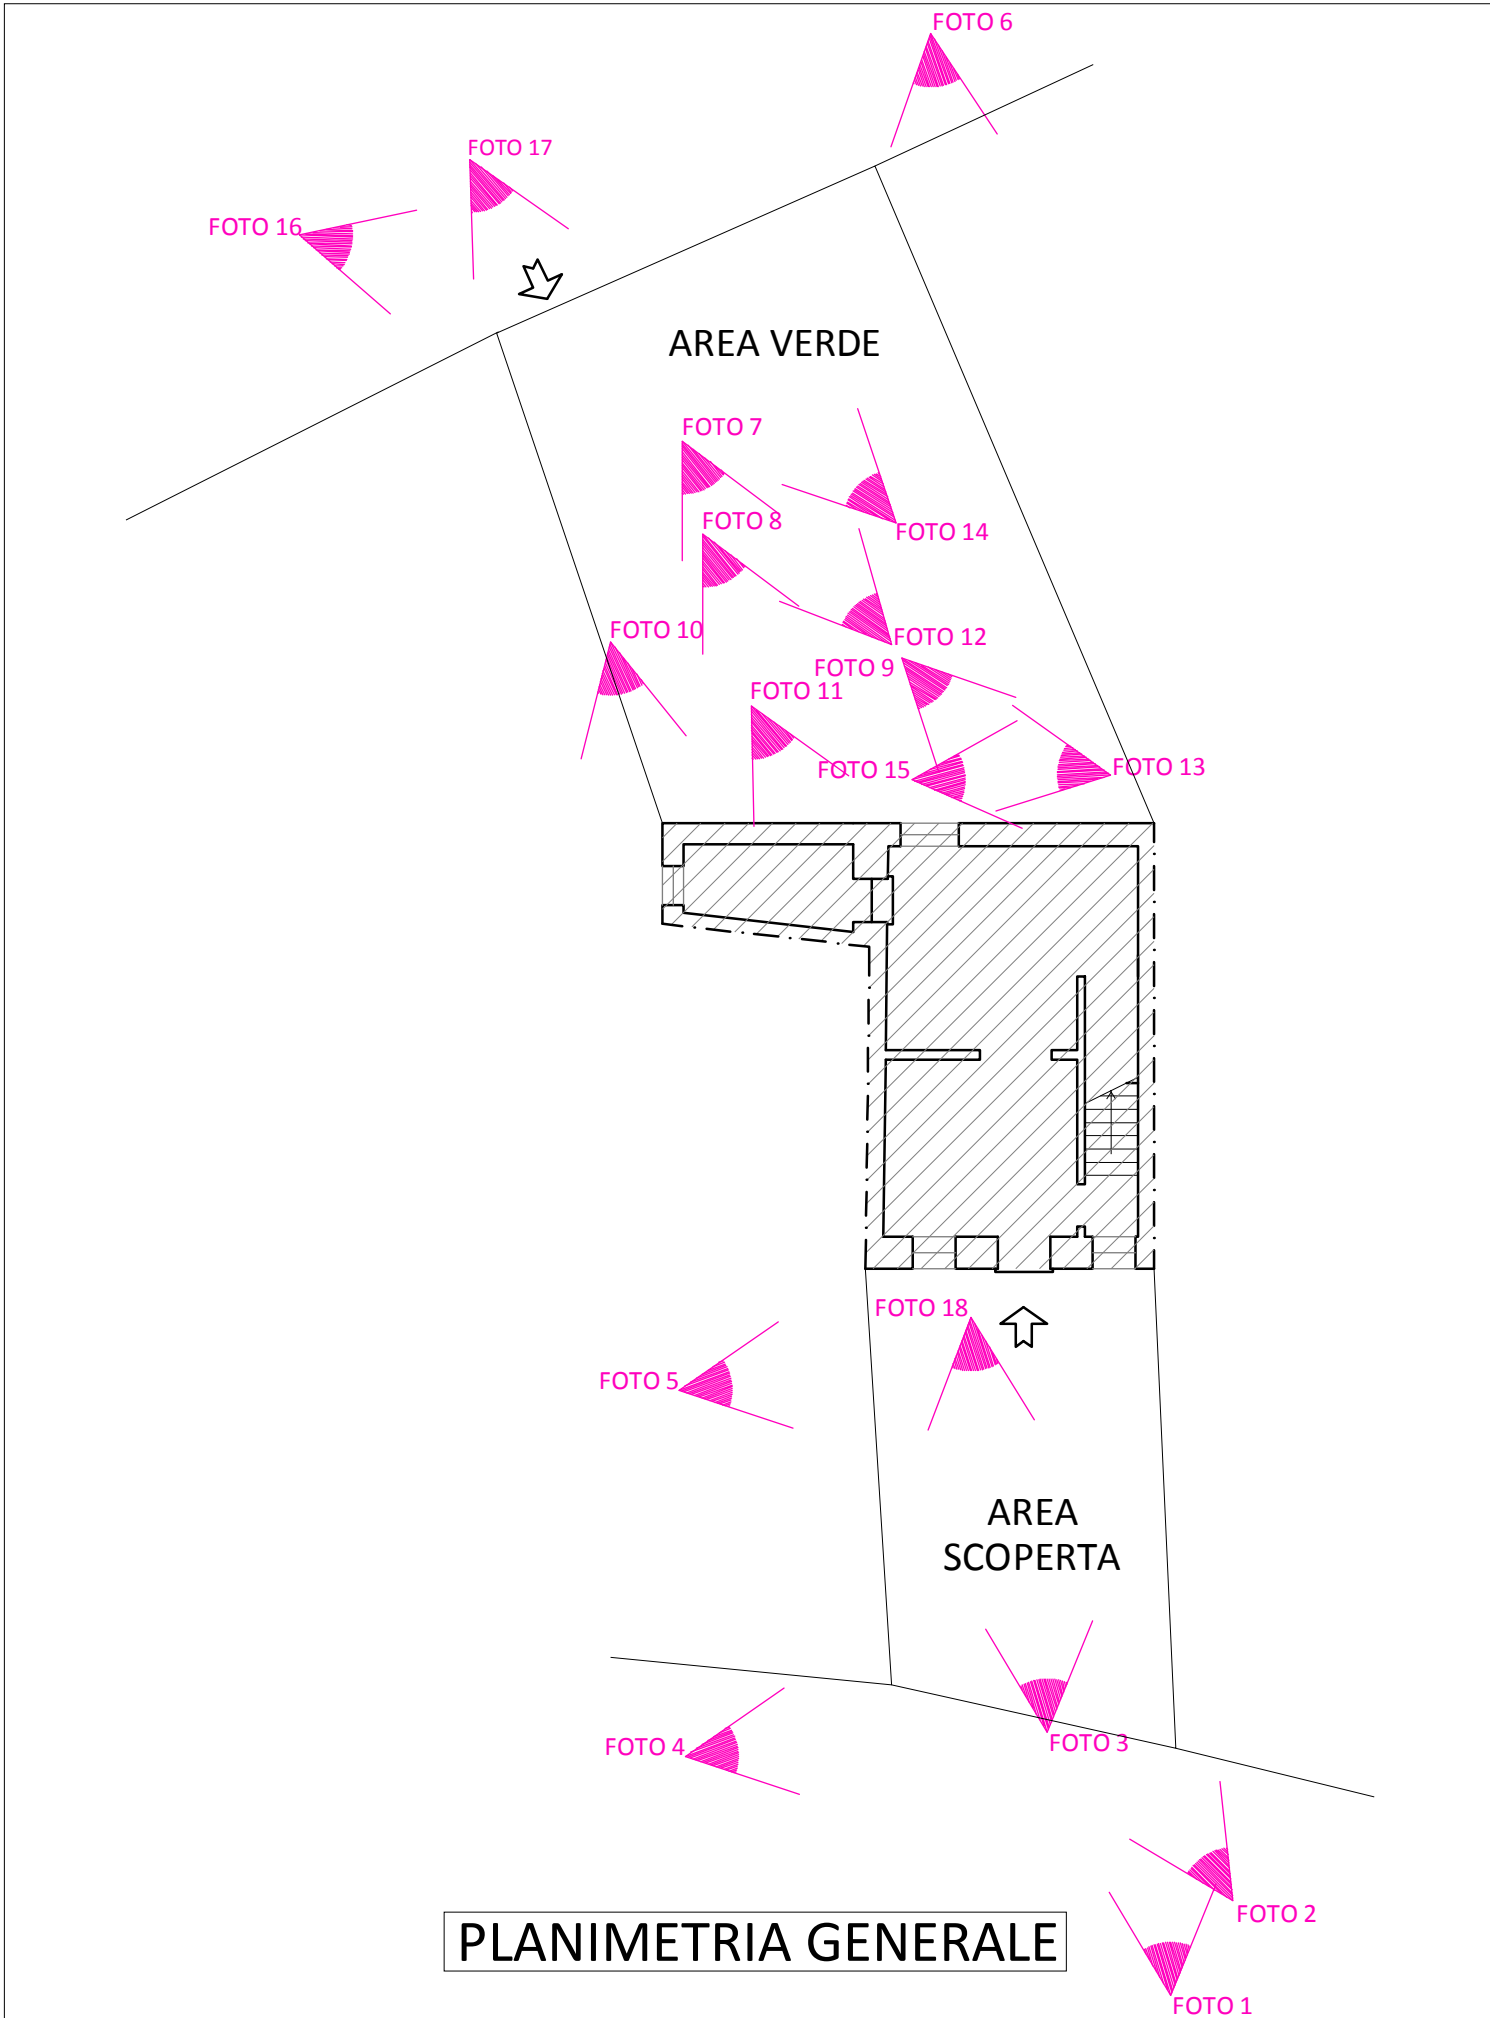 FOTO 6
FOTO 17
FOTO 16
AREA VERDE
FOTO 7
FOTO 8
FOTO 14
FOTO 10
FOTO 12
FOTO 9
FOTO 11
FOTO 15
FOTO 13
FOTO 18
FOTO 5
AREA
SCOPERTA
FOTO 4
FOTO 3
FOTO 2
PLANIMETRIA GENERALE
FOTO 1